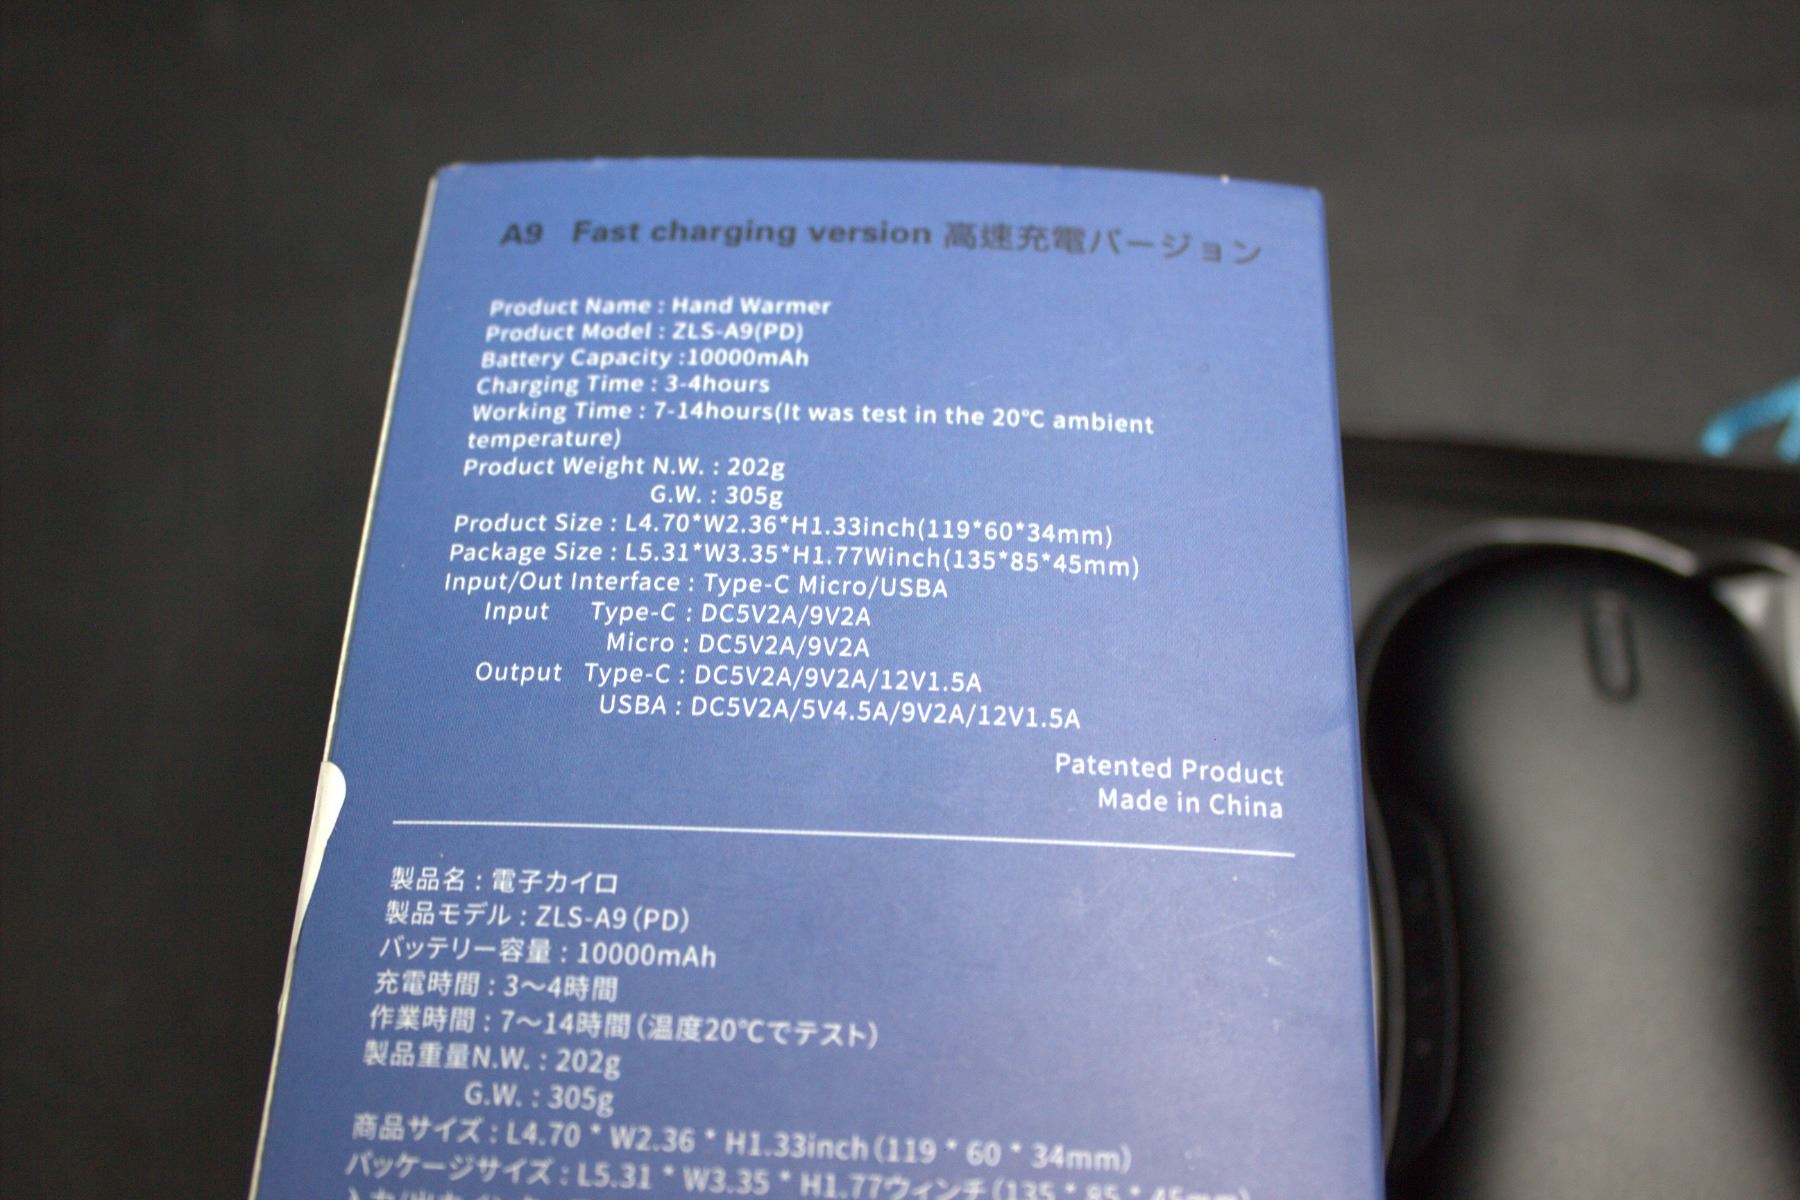 A9 Fast charging version 高速充電バージョン
Product Name : Hand Warmer
Product Model : ZLS-A9(PD)
Battery Capacity :10000mAh
Charging Time : 3-4hours
Working Time : 7-14hours(It was test in the 20°C ambient
temperature)
Product Weight N.W. : 202g
G.W. : 305g
Product Size : L4.70*W2.36*H1.33inch(119*60*34mm)
Package Size : L5.31*W3.35*H1.77Winch(135*85*45mm)
Input/Out Interface : Type-C Micro/USBA
Input Type-C : DC5V2A/9V2A
Micro : DC5V2A/9V2A
Output Type-C : DC5V2A/9V2A/12V1.5A
USBA : DC5V2A/5V4.5A/9V2A/12V1.5A
Patented Product
Made in China
製品名 : 電子カイロ
製品モデル : ZLS-A9 (PD)
バッテリー容量 : 10000mAh
充電時間 : 3〜4時間
作業時間 : 7〜14時間 (温度20℃でテスト)
製品重量N.W. : 202g
G.W. : 305g
商品サイズ : L4.70 * W2.36 * H1.33inch (119 * 60 * 34mm)
パッケージサイズ : L5.31 * W3.35 * H1.77ウィンチ (135 * 85 * 45mm)